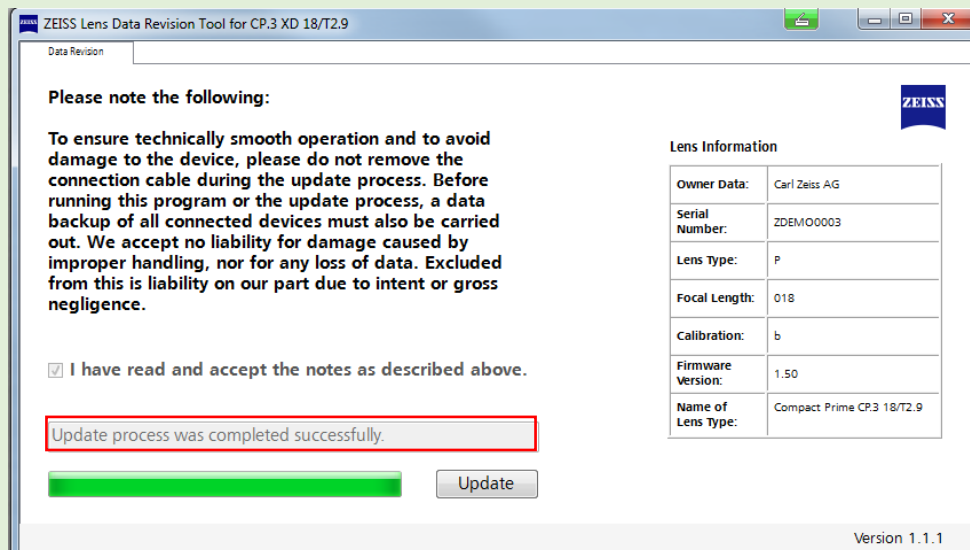 ZEISS Lens Data Revision Tool for CP.3 XD 18/T2.9
Data Revision
Please note the following:
To ensure technically smooth operation and to avoid
damage to the device, please do not remove the
connection cable during the update process. Before
running this program or the update process, a data
backup of all connected devices must also be carried
out. We accept no liability for damage caused by
improper handling, nor for any loss of data. Excluded
from this is liability on our part due to intent or gross
negligence.
I have read and accept the notes as described above.
Update process was completed successfully.
Update
ZEISS
Lens Information
Owner Data: Carl Zeiss AG
Serial
Number: ZDEMO0003
Lens Type: P
Focal Length: 018
Calibration: b
Firmware
Version: 1.50
Name of
Lens Type: Compact Prime CP.3 18/T2.9
Version 1.1.1